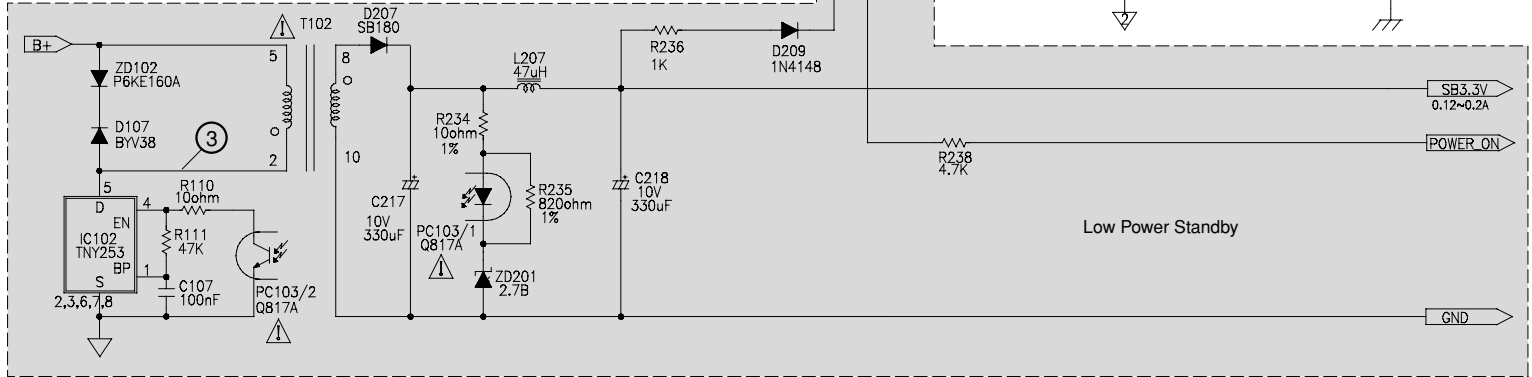 D207
SB180
T102
2
B+
5
8
R236
1K
D209
1N4148
L207
47uH
ZD102
P6KE160A
SB3.3V
0.12~0.2A
D107
BYV38
3
R234
10ohm
1%
POWER_ON
R238
4.7K
2
10
5
R110
10ohm
D
4
EN
IC102
TNY253
R111
47K
BP
1
S
2,3,6,7,8
C107
100nF
PC103/2
Q817A
C217
10V
330uF
R235
820ohm
1%
PC103/1
Q817A
C218
10V
330uF
Low Power Standby
ZD201
2.7B
GND